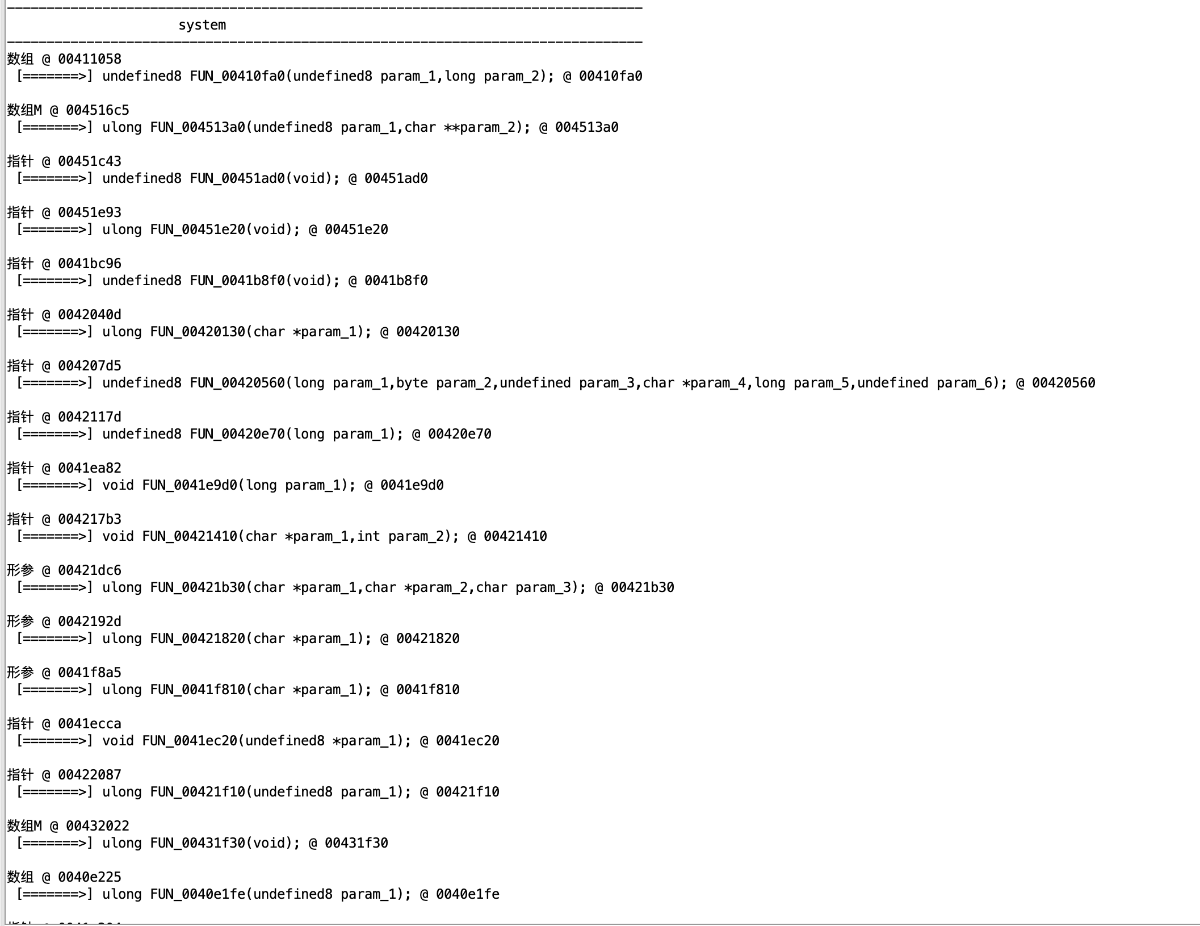 --------------------------------------------------------------------------------
system
--------------------------------------------------------------------------------
数组 @ 00411058
[=======>] undefined8 FUN_00410fa0(undefined8 param_1,long param_2); @ 00410fa0
数组M @ 004516c5
[=======>] ulong FUN_004513a0(undefined8 param_1,char **param_2); @ 004513a0
指针 @ 00451c43
[=======>] undefined8 FUN_00451ad0(void); @ 00451ad0
指针 @ 00451e93
[=======>] ulong FUN_00451e20(void); @ 00451e20
指针 @ 0041bc96
[=======>] undefined8 FUN_0041b8f0(void); @ 0041b8f0
指针 @ 0042040d
[=======>] ulong FUN_00420130(char *param_1); @ 00420130
指针 @ 004207d5
[=======>] undefined8 FUN_00420560(long param_1,byte param_2,undefined param_3,char *param_4,long param_5,undefined param_6); @ 00420560
指针 @ 0042117d
[=======>] undefined8 FUN_00420e70(long param_1); @ 00420e70
指针 @ 0041ea82
[=======>] void FUN_0041e9d0(long param_1); @ 0041e9d0
指针 @ 004217b3
[=======>] void FUN_00421410(char *param_1,int param_2); @ 00421410
形参 @ 00421dc6
[=======>] ulong FUN_00421b30(char *param_1,char *param_2,char param_3); @ 00421b30
形参 @ 0042192d
[=======>] ulong FUN_00421820(char *param_1); @ 00421820
形参 @ 0041f8a5
[=======>] ulong FUN_0041f810(char *param_1); @ 0041f810
指针 @ 0041ecca
[=======>] void FUN_0041ec20(undefined8 *param_1); @ 0041ec20
指针 @ 00422087
[=======>] ulong FUN_00421f10(undefined8 param_1); @ 00421f10
数组M @ 00432022
[=======>] ulong FUN_00431f30(void); @ 00431f30
数组 @ 0040e225
[=======>] ulong FUN_0040e1fe(undefined8 param_1); @ 0040e1fe